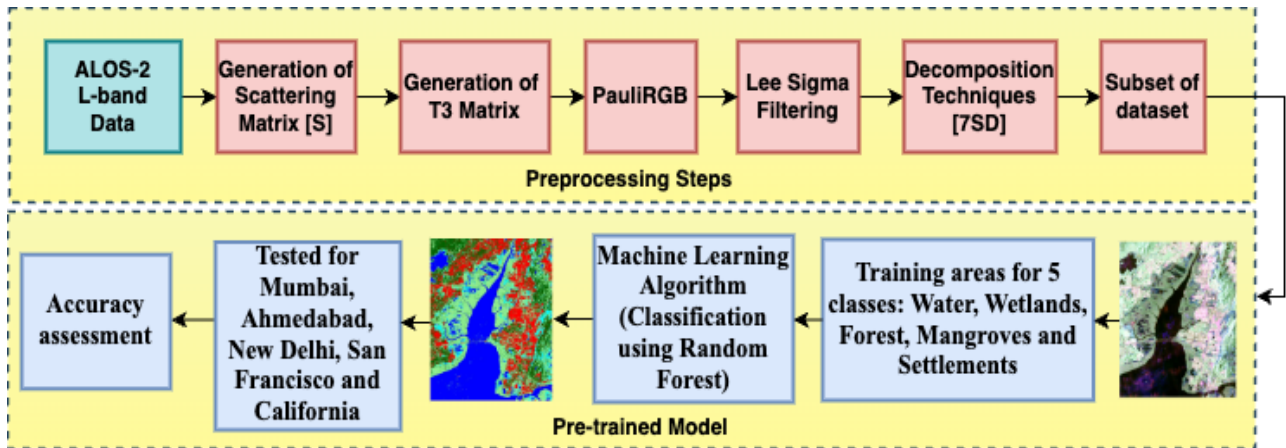 ALOS-2
L-band
Data
Generation of
Scattering
Matrix [S]
Generation of
T3 Matrix
PauliRGB
Lee Sigma
Filtering
Decomposition
Techniques
[7SD]
Subset of
dataset
Preprocessing Steps
Accuracy
assessment
Tested for
Mumbai,
Ahmedabad,
New Delhi, San
Francisco and
California
Machine Learning
Algorithm
(Classification
using Random
Forest)
Training areas for 5
classes: Water, Wetlands,
Forest, Mangroves and
Settlements
Pre-trained Model